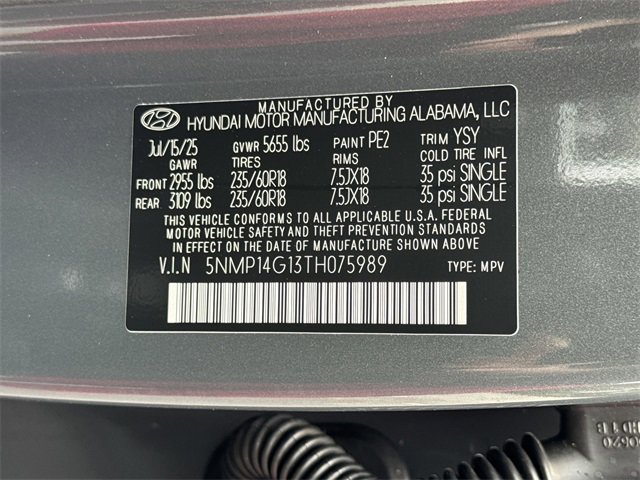 MANUFACTURED BY
HYUNDAI MOTOR MANUFACTURING ALABAMA, LLC
Jul/15/25 GVWR 5655 lbs PAINT PE2 TRIM YSY
GAWR TIRES RIMS COLD TIRE INFL
FRONT 2955 lbs 235/60R18 7.5JX18 35 psi SINGLE
REAR 3109 lbs 235/60R18 7.5JX18 35 psi SINGLE
THIS VEHICLE CONFORMS TO ALL APPLICABLE U.S.A. FEDERAL
MOTOR VEHICLE SAFETY AND THEFT PREVENTION STANDARDS
IN EFFECT ON THE DATE OF MANUFACTURE SHOWN ABOVE.
V.I.N 5NMP14G13TH075989 TYPE: MPV